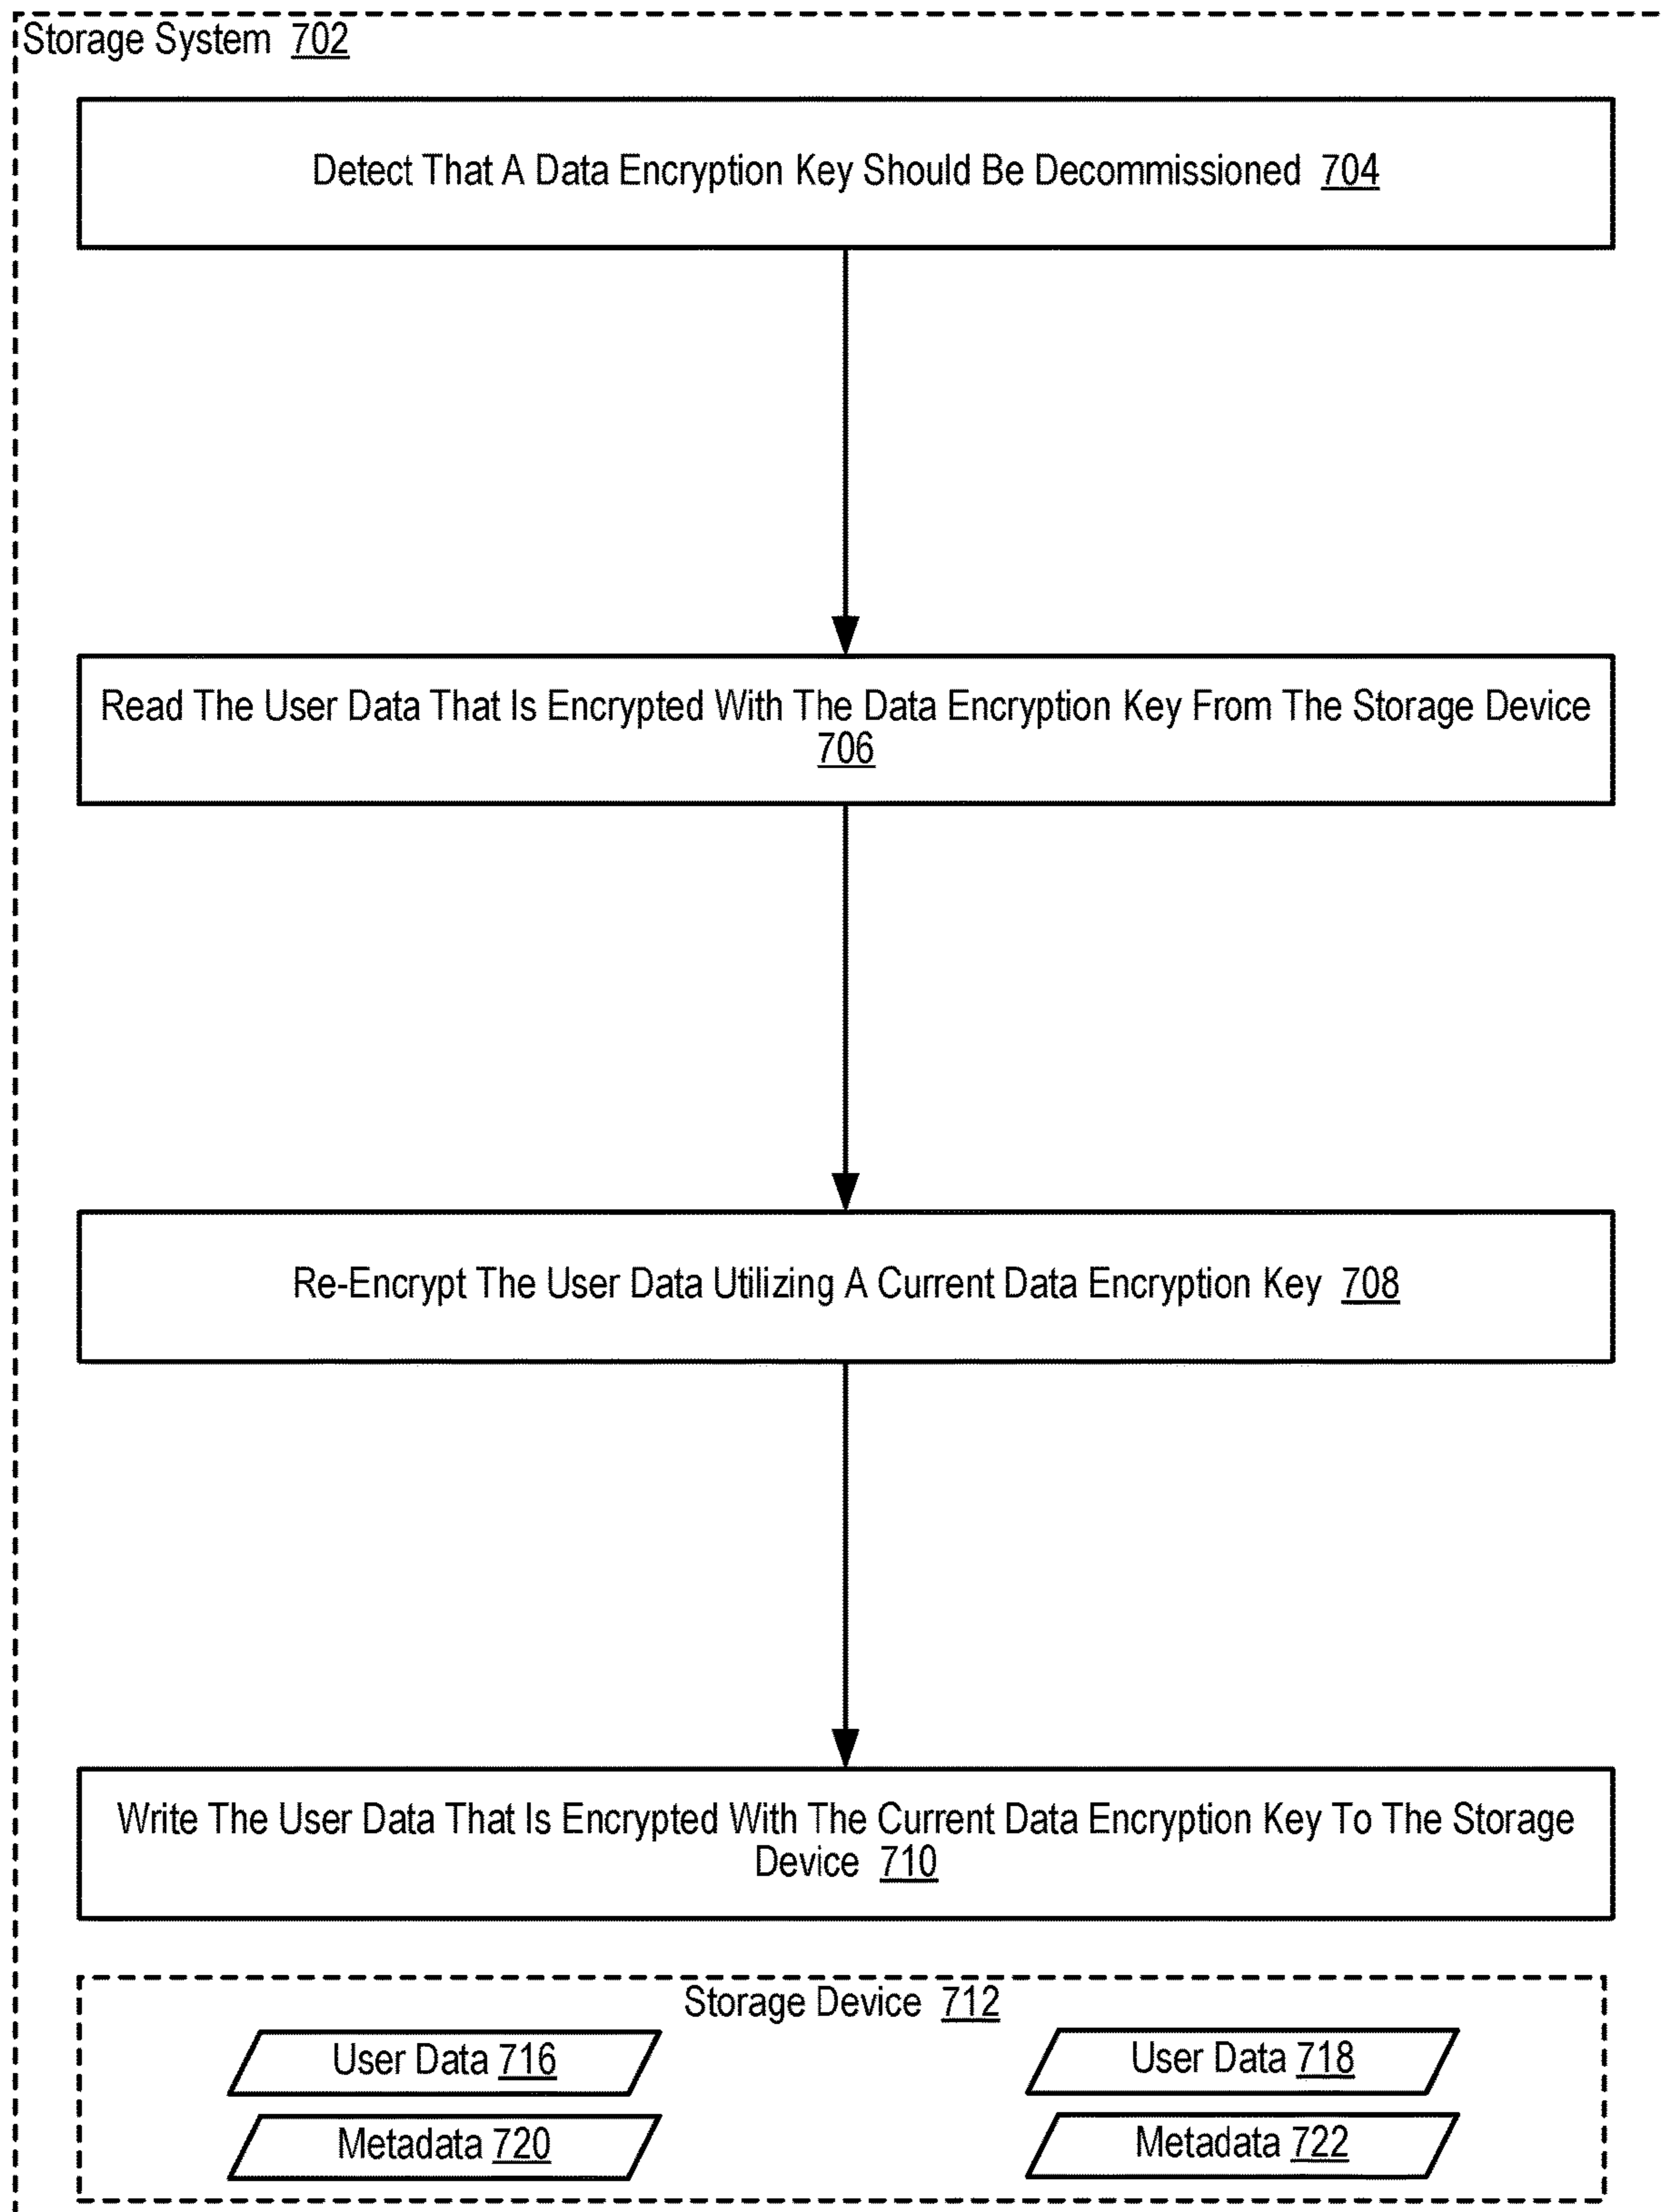 Storage System 702
Detect That A Data Encryption Key Should Be Decommissioned 704
Read The User Data That Is Encrypted With The Data Encryption Key From The Storage Device
706
Re-Encrypt The User Data Utilizing A Current Data Encryption Key 708
Write The User Data That Is Encrypted With The Current Data Encryption Key To The Storage
Device 710
Storage Device 712
User Data 716
User Data 718
Metadata 720
Metadata 722